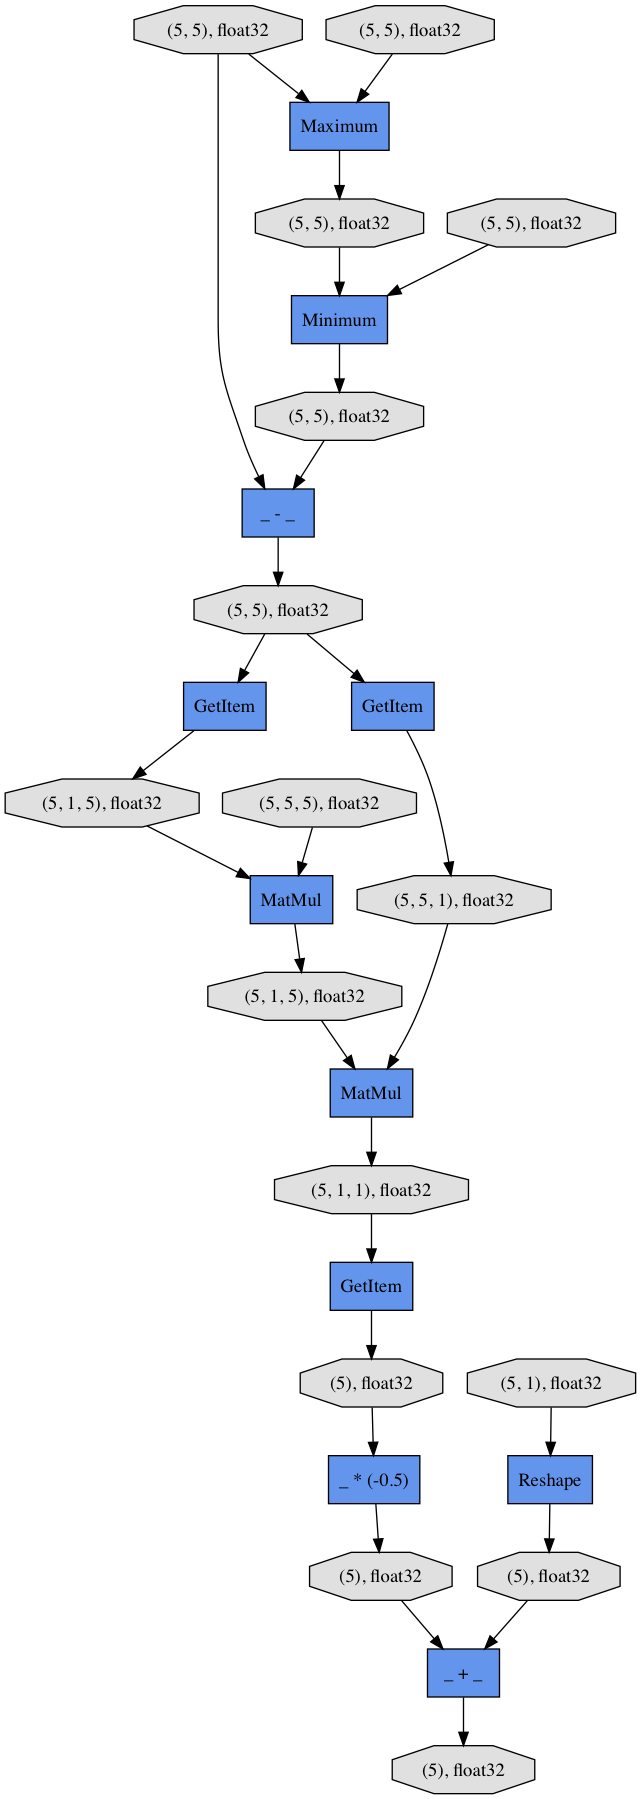 (5, 5), float32
(5, 5), float32
Maximum
(5, 5), float32
(5, 5), float32
Minimum
(5, 5), float32
_ - _
(5, 5), float32
GetItem
GetItem
(5, 1, 5), float32
(5, 5, 5), float32
MatMul
(5, 5, 1), float32
(5, 1, 5), float32
MatMul
(5, 1, 1), float32
GetItem
(5), float32
(5, 1), float32
_ * (-0.5)
Reshape
(5), float32
(5), float32
_ + _
(5), float32